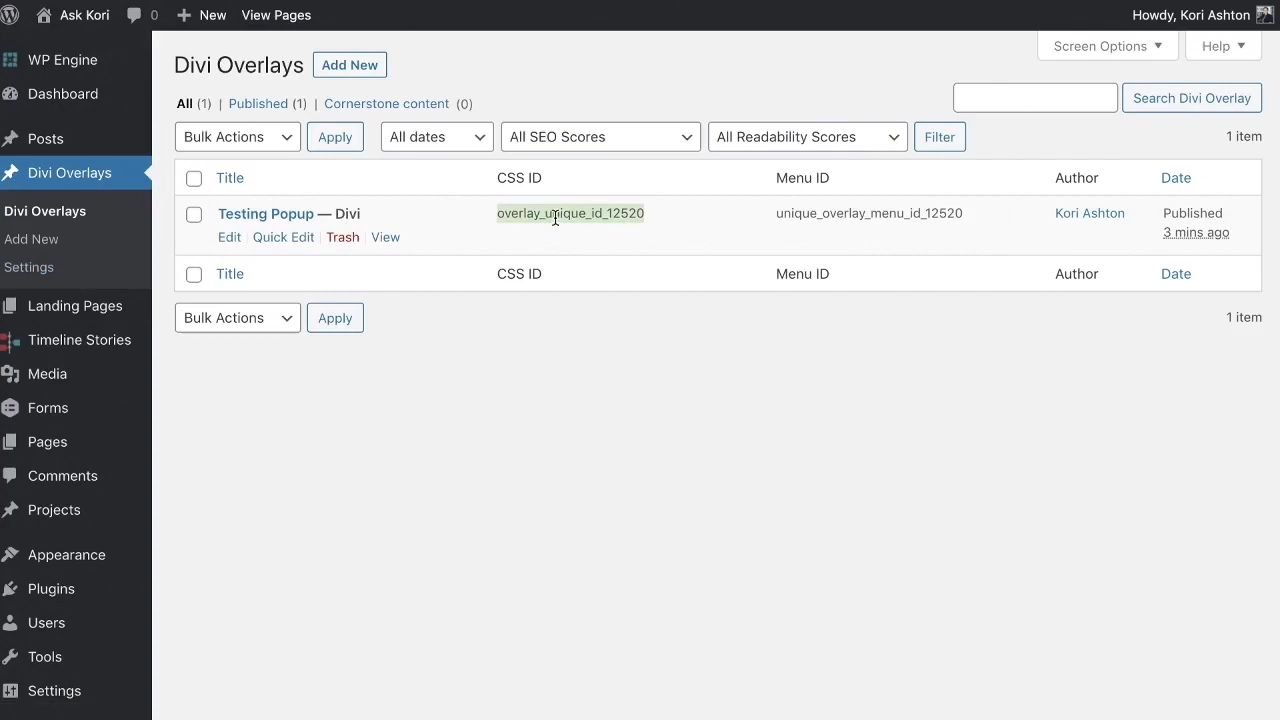 Ask Kori 0 New View Pages Howdy, Kori Ashton
WP Engine
Dashboard
Posts
Divi Overlays
Divi Overlays
Add New
Settings
Landing Pages
Timeline Stories
Media
Forms
Pages
Comments
Projects
Appearance
Plugins
Users
Tools
Settings
Screen Options Help
Divi Overlays Add New
All (1) | Published (1) | Cornerstone content (0)
Search Divi Overlay
Bulk Actions Apply All dates All SEO Scores All Readability Scores Filter 1 item
Title CSS ID Menu ID Author Date
Testing Popup — Divi overlay_unique_id_12520 unique_overlay_menu_id_12520 Kori Ashton Published
Edit | Quick Edit | Trash | View 3 mins ago
Title CSS ID Menu ID Author Date
Bulk Actions Apply 1 item